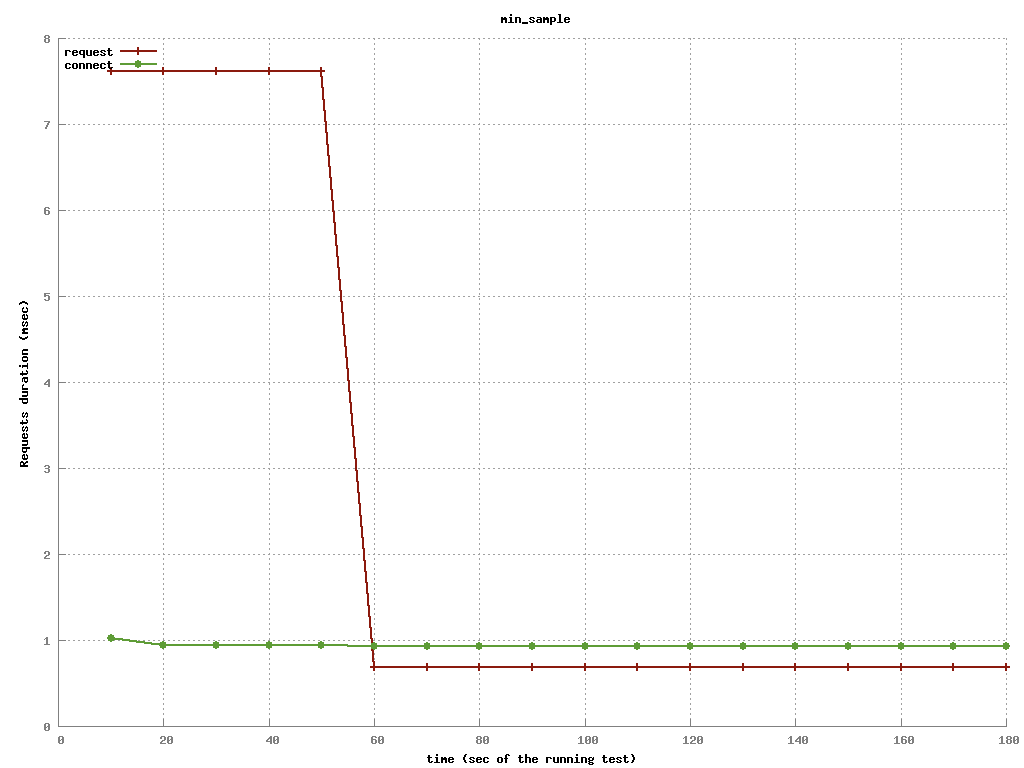 min_sample
request
connect
8
7
6
5
4
3
2
1
0
Requests duration (msec)
0 20 40 60 80 100 120 140 160 180
time (sec of the running test)